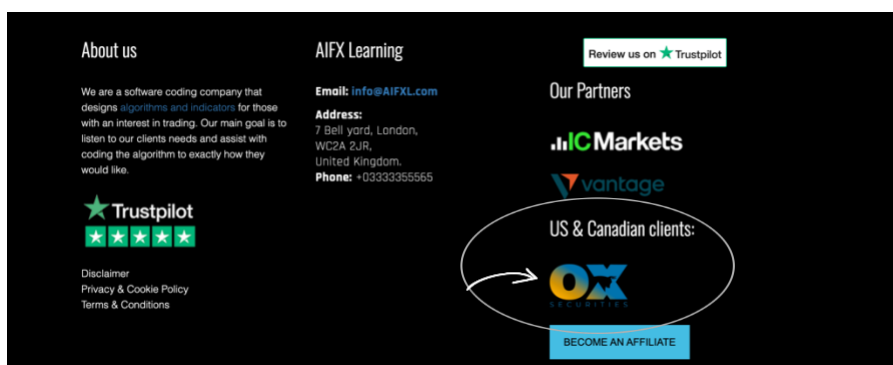 About us
We are a software coding company that
designs algorithms and indicators for those
with an interest in trading. Our main goal is to
listen to our clients needs and assist with
coding the algorithm to exactly how they
would like.
Trustpilot
Disclaimer
Privacy & Cookie Policy
Terms & Conditions
AIFX Learning
Email: info@AIFXL.com
Address:
7 Bell yard, London,
WC2A 2JR,
United Kingdom.
Phone: +03333355565
Review us on Trustpilot
Our Partners
IC Markets
vantage
US & Canadian clients:
OX
SECURITIES
BECOME AN AFFILIATE